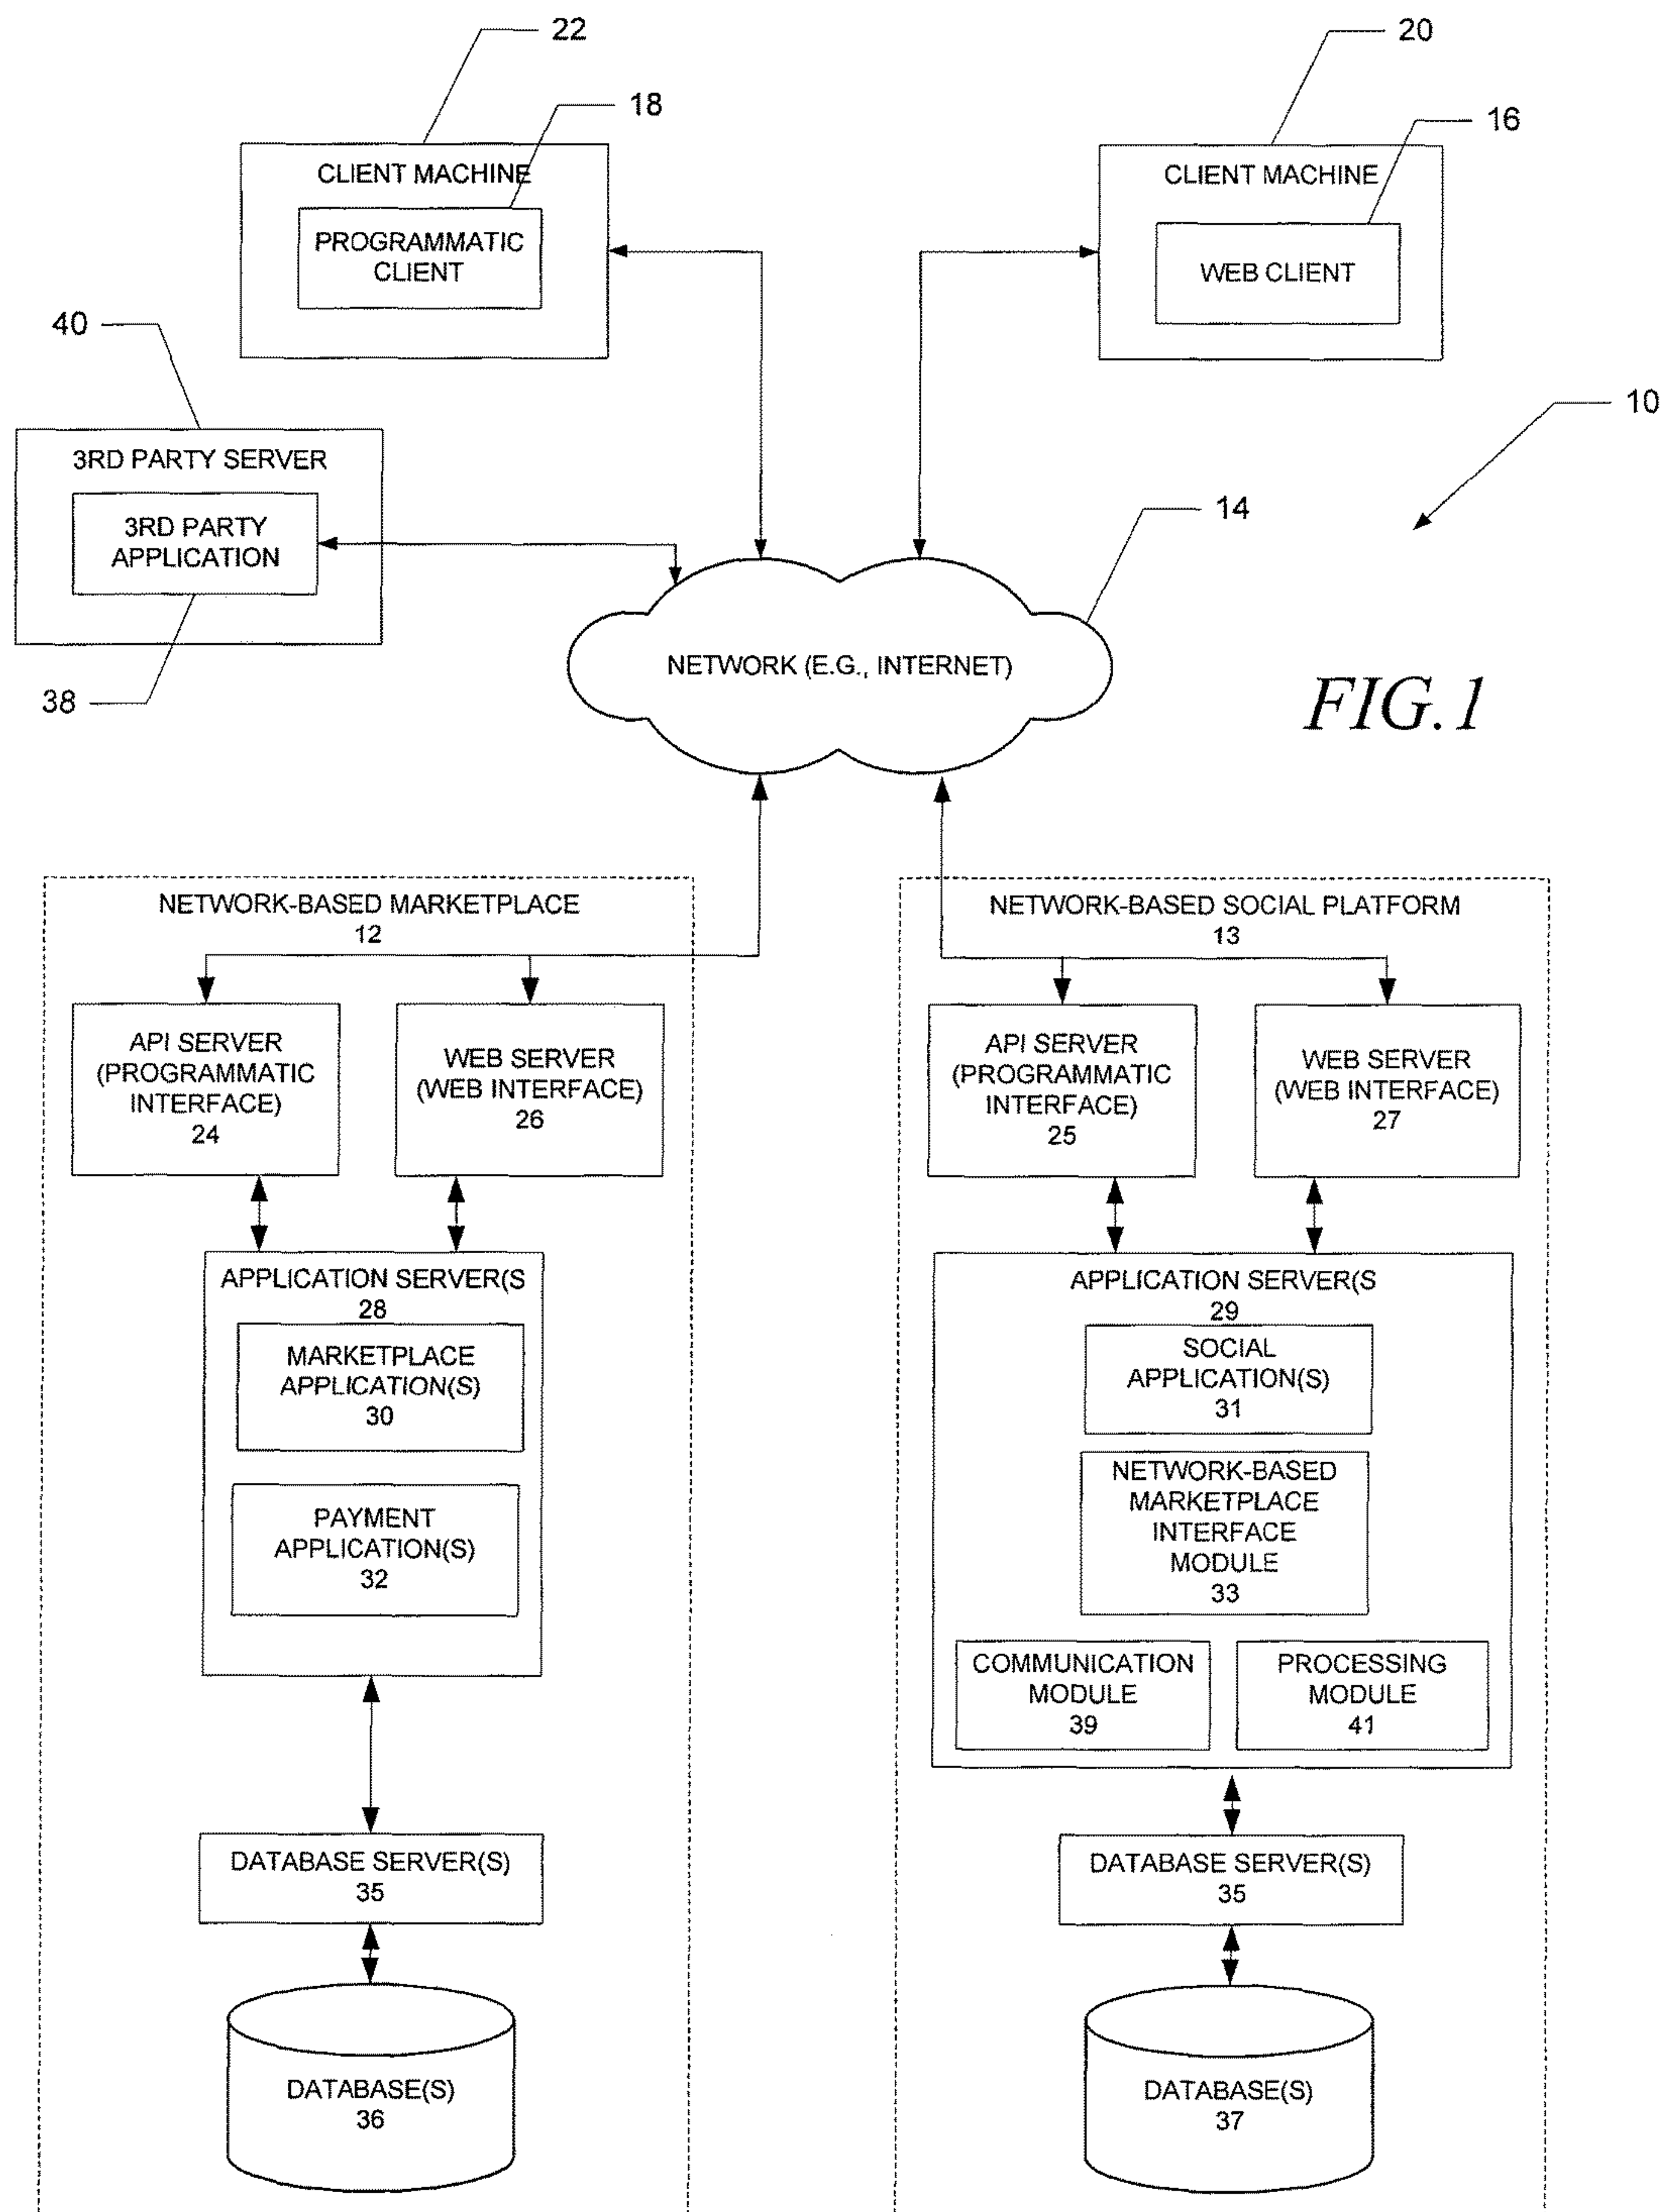 22
20
18
16
CLIENT MACHINE
PROGRAMMATIC
CLIENT
CLIENT MACHINE
WEB CLIENT
40
10
3RD PARTY SERVER
3RD PARTY
APPLICATION
38
14
NETWORK (E.G., INTERNET)
FIG. 1
NETWORK-BASED MARKETPLACE
12
API SERVER
(PROGRAMMATIC
INTERFACE)
24
WEB SERVER
(WEB INTERFACE)
26
APPLICATION SERVER(S
28
MARKETPLACE
APPLICATION(S)
30
PAYMENT
APPLICATION(S)
32
DATABASE SERVER(S)
35
DATABASE(S)
36
NETWORK-BASED SOCIAL PLATFORM
13
API SERVER
(PROGRAMMATIC
INTERFACE)
25
WEB SERVER
(WEB INTERFACE)
27
APPLICATION SERVER(S
29
SOCIAL
APPLICATION(S)
31
NETWORK-BASED
MARKETPLACE
INTERFACE
MODULE
33
COMMUNICATION
MODULE
39
PROCESSING
MODULE
41
DATABASE SERVER(S)
35
DATABASE(S)
37